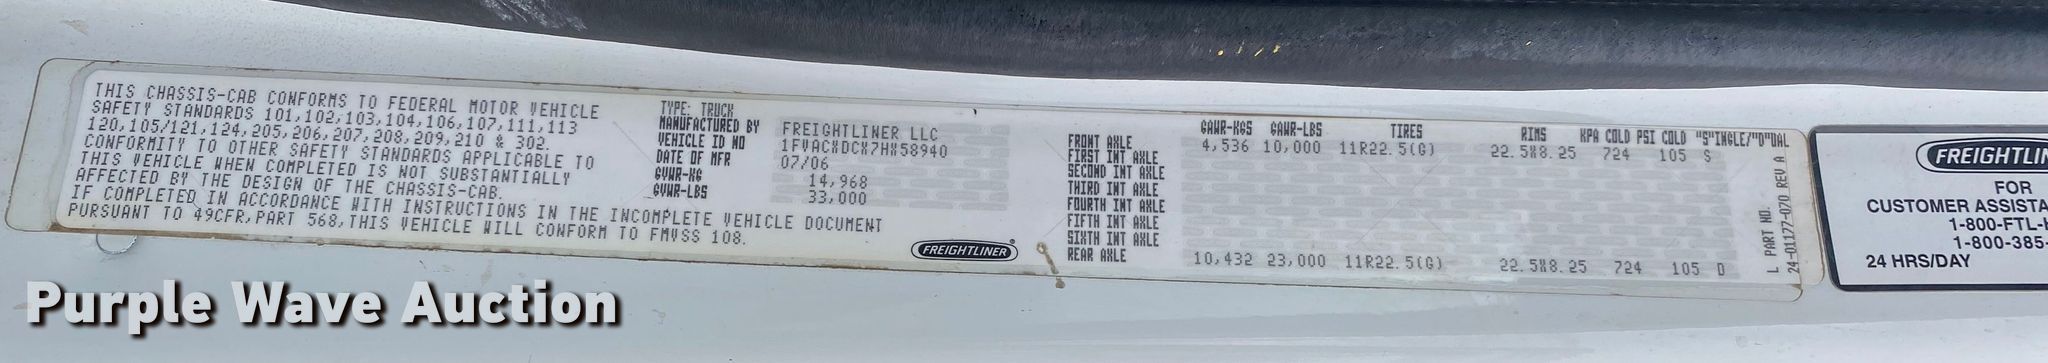 THIS CHASSIS-CAB CONFORMS TO FEDERAL MOTOR VEHICLE
SAFETY STANDARDS 101,102,103,104,106,107,111,113
120,105/121,124,205,206,207,208,209,210 & 302.
CONFORMITY TO OTHER SAFETY STANDARDS APPLICABLE TO
THIS VEHICLE WHEN COMPLETED IS NOT SUBSTANTIALLY
AFFECTED BY THE DESIGN OF THE CHASSIS-CAB.
IF COMPLETED IN ACCORDANCE WITH INSTRUCTIONS IN THE INCOMPLETE VEHICLE DOCUMENT
PURSUANT TO 49CFR,PART 568,THIS VEHICLE WILL CONFORM TO FMVSS 108.
TYPE: TRUCK
MANUFACTURED BY FREIGHTLINER LLC
VEHICLE ID NO 1FVACXDCX7HX58940
DATE OF MFR 07/06
GVWR-KG 14,968
GVWR-LBS 33,000
FREIGHTLINER
GAWR-KGS GAWR-LBS TIRES RIMS KPA COLD PSI COLD "S"INGLE/"D"UAL
FRONT AXLE 4,536 10,000 11R22.5(G) 22.5X8.25 724 105 S
FIRST INT AXLE
SECOND INT AXLE
THIRD INT AXLE
FOURTH INT AXLE
FIFTH INT AXLE
SIXTH INT AXLE
REAR AXLE 10,432 23,000 11R22.5(G) 22.5X8.25 724 105 D
L PART NO.
24-01177-070 REV A
FREIGHTLIN
FOR
CUSTOMER ASSISTA
1-800-FTL-
1-800-385-
24 HRS/DAY
Purple Wave Auction